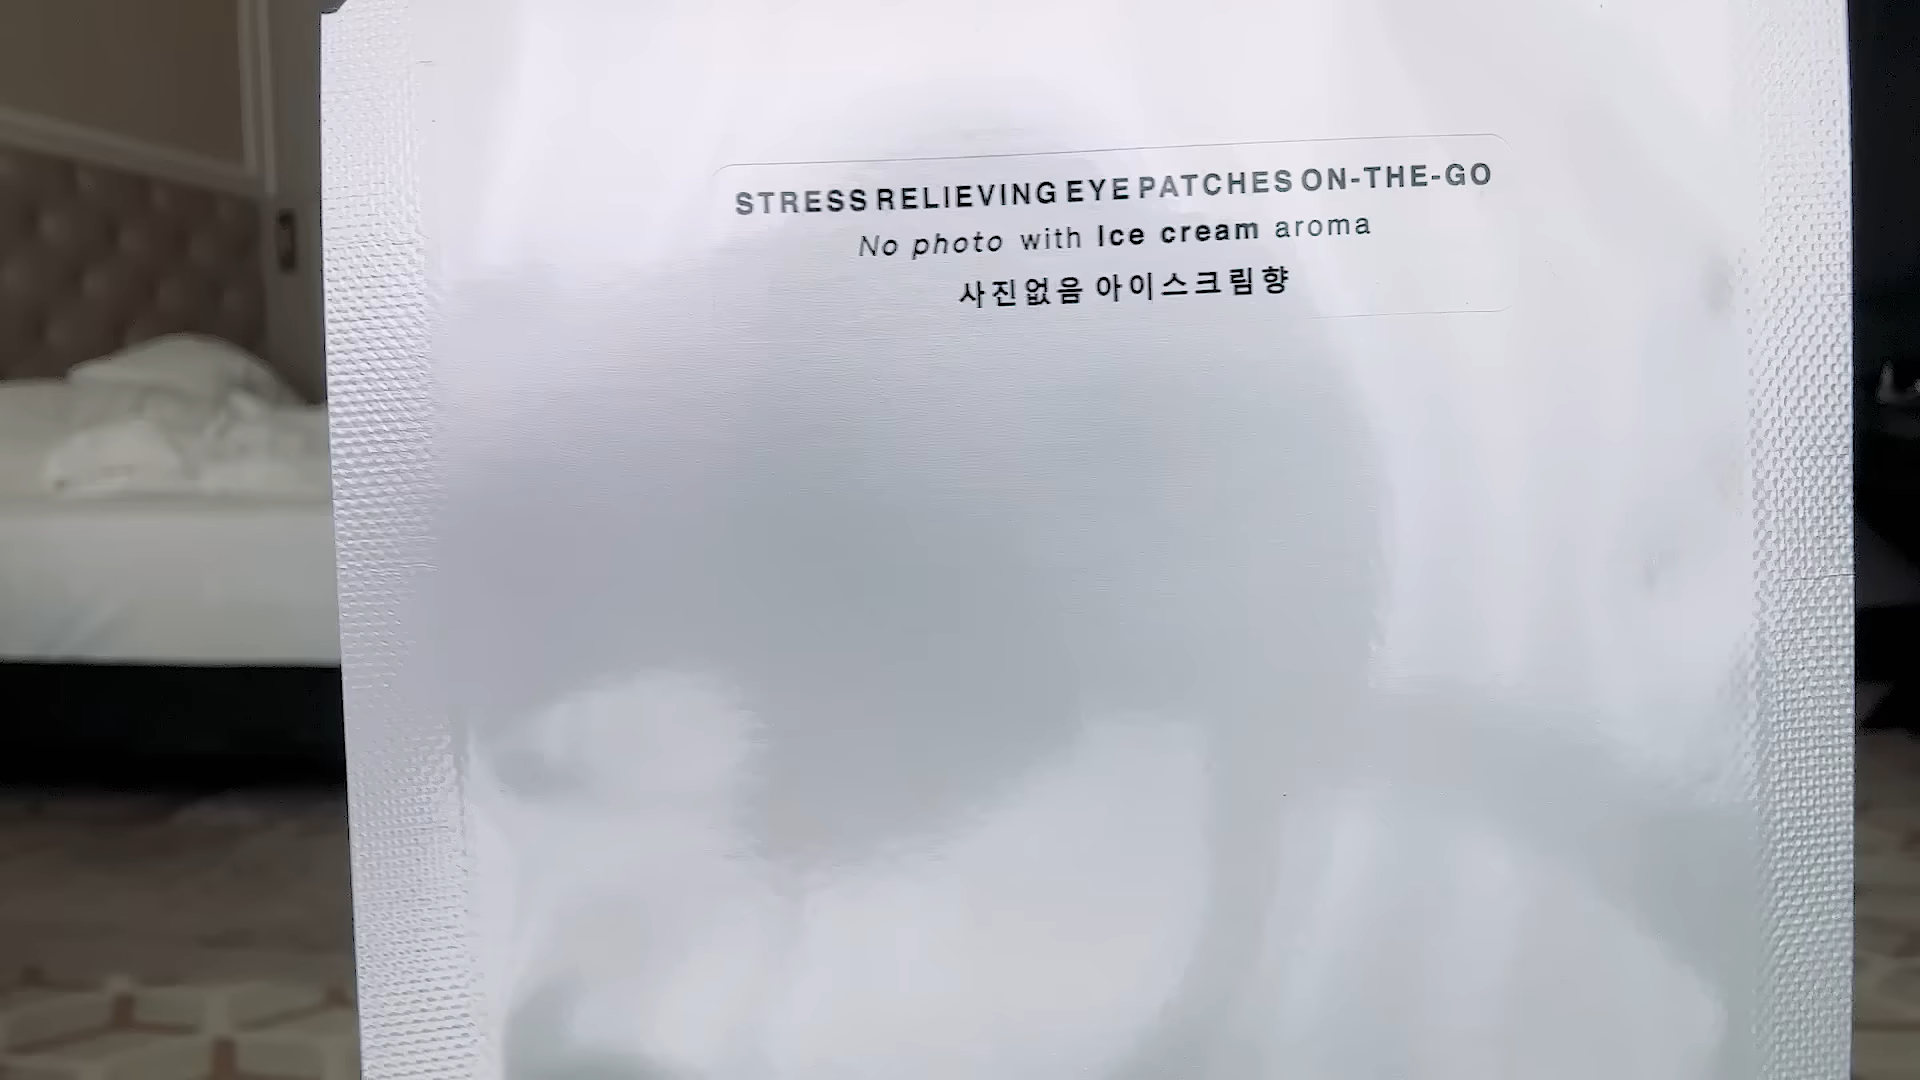 STRESS RELIEVING EYE PATCHES ON-THE-GO
No photo with Ice cream aroma
사진없음 아이스크림향